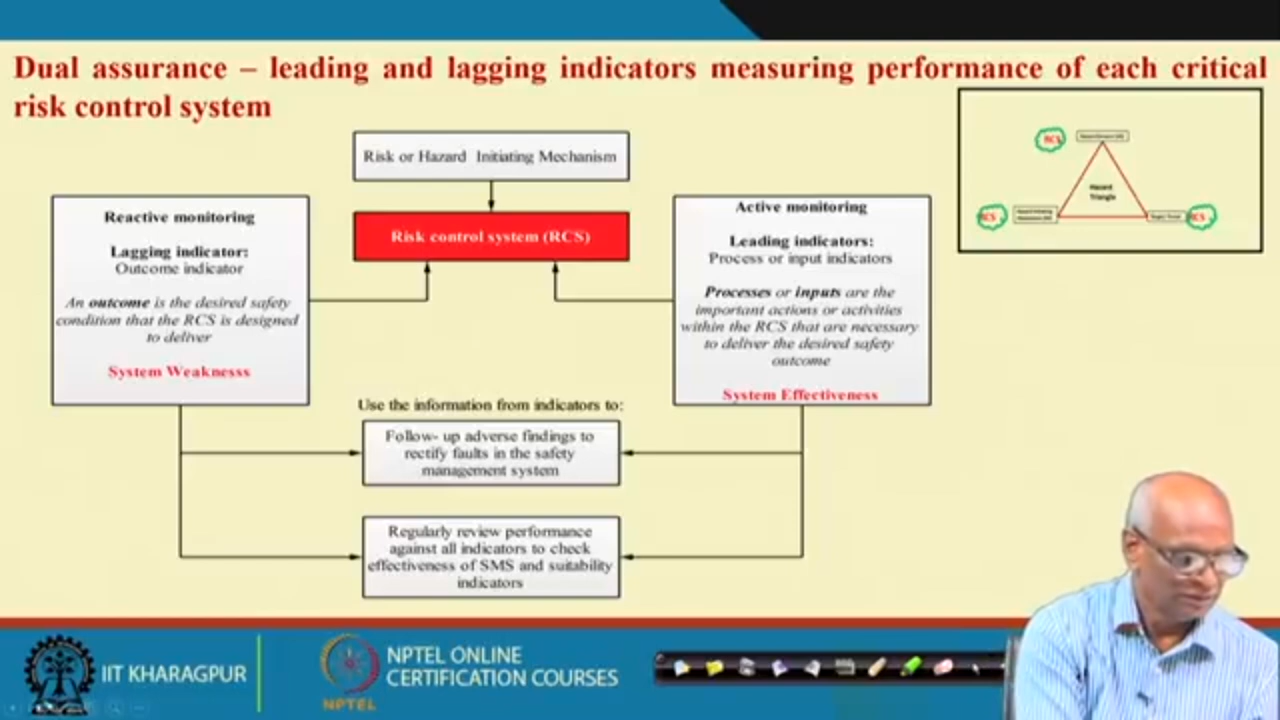 Dual assurance – leading and lagging indicators measuring performance of each critical
risk control system
Risk or Hazard Initiating Mechanism
Risk control system (RCS)
Reactive monitoring
Lagging indicator:
Outcome indicator
An outcome is the desired safety
condition that the RCS is designed
to deliver
System Weaknesss
Active monitoring
Leading indicators:
Process or input indicators
Processes or inputs are the
important actions or activities
within the RCS that are necessary
to deliver the desired safety
outcome
System Effectiveness
RCS
Hazard
Triangle
RCS
RCS
Use the information from indicators to:
Follow- up adverse findings to
rectify faults in the safety
management system
Regularly review performance
against all indicators to check
effectiveness of SMS and suitability
indicators
IIT KHARAGPUR
NPTEL
NPTEL ONLINE
CERTIFICATION COURSES